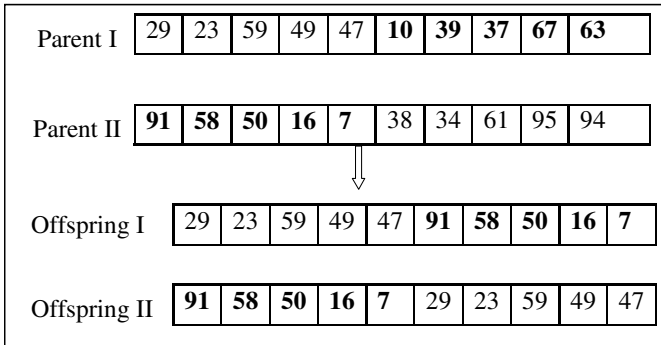 Parent I 29 23 59 49 47 10 39 37 67 63
Parent II 91 58 50 16 7 38 34 61 95 94
Offspring I 29 23 59 49 47 91 58 50 16 7
Offspring II 91 58 50 16 7 29 23 59 49 47